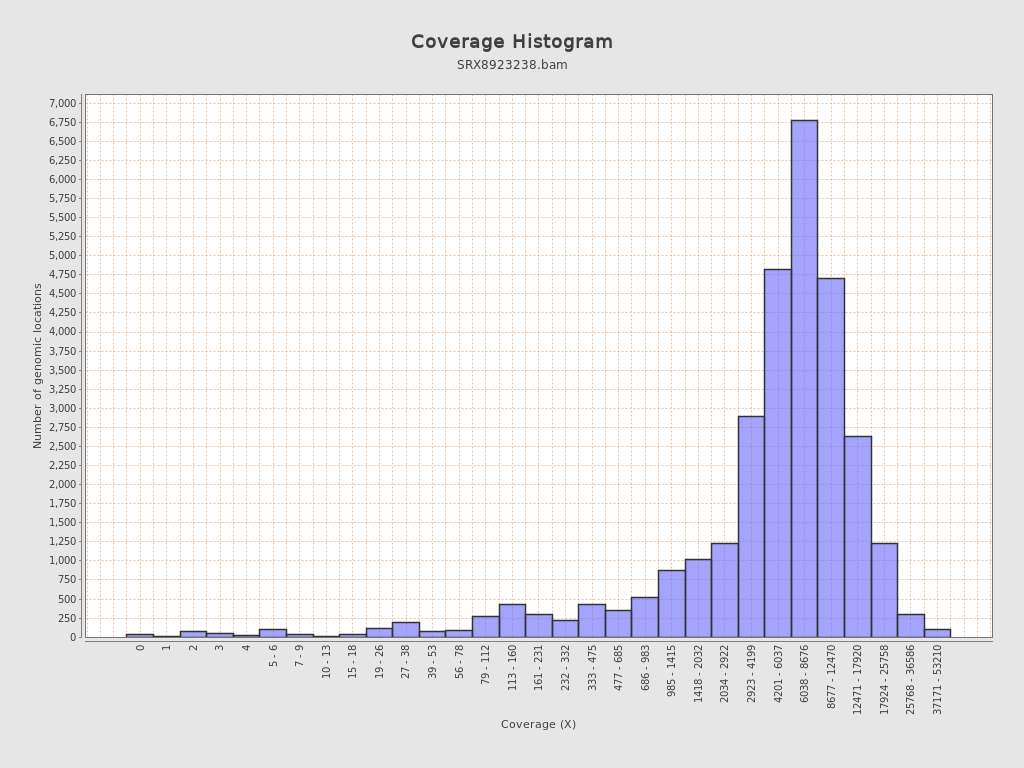 Coverage Histogram
SRX8923238.bam
Number of genomic locations
7,000
6,750
6,500
6,250
6,000
5,750
5,500
5,250
5,000
4,750
4,500
4,250
4,000
3,750
3,500
3,250
3,000
2,750
2,500
2,250
2,000
1,750
1,500
1,250
1,000
750
500
250
0
0
1
2
3
4
5 - 6
7 - 9
10 - 13
15 - 18
19 - 26
27 - 38
39 - 53
56 - 78
79 - 112
113 - 160
161 - 231
232 - 332
333 - 475
477 - 685
686 - 983
985 - 1415
1418 - 2032
2034 - 2922
2923 - 4199
4201 - 6037
6038 - 8676
8677 - 12470
12471 - 17920
17924 - 25758
25768 - 36586
37171 - 53210
Coverage (X)